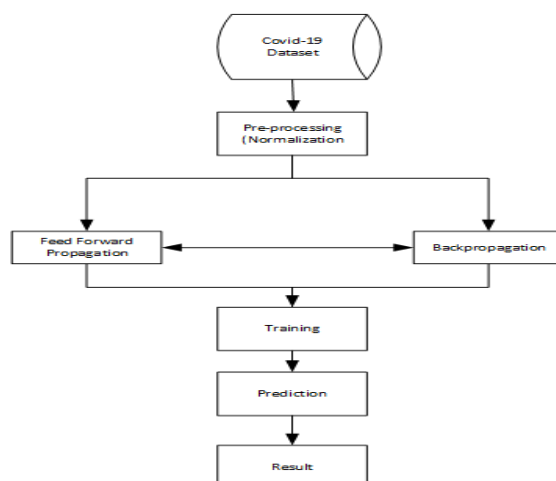 Covid-19
Dataset
Pre-processing
(Normalization
Feed Forward
Propagation
Backpropagation
Training
Prediction
Result